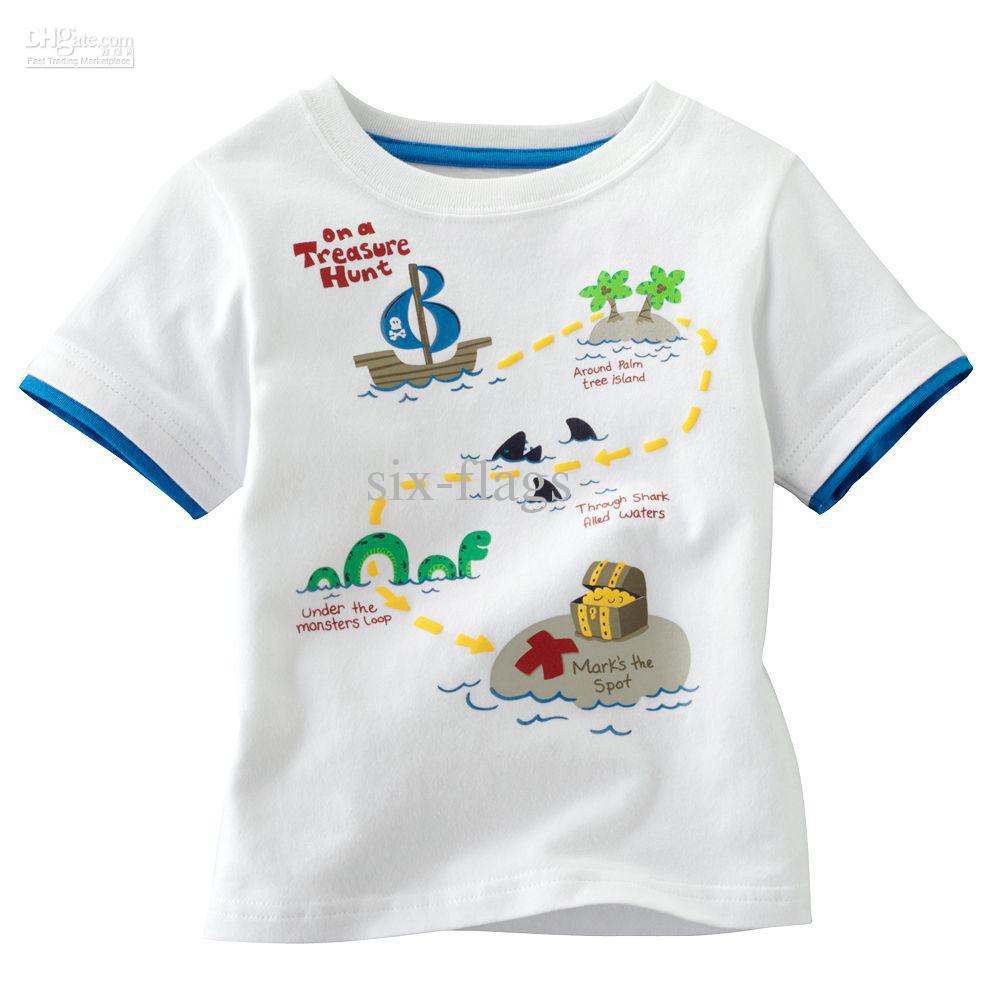 DHgate.com
Fast Trading Marketplace
on a
Treasure
Hunt
Around Palm
tree island
six-flags
Through Shark
filled waters
Under the
monsters Loop
Mark's the
Spot